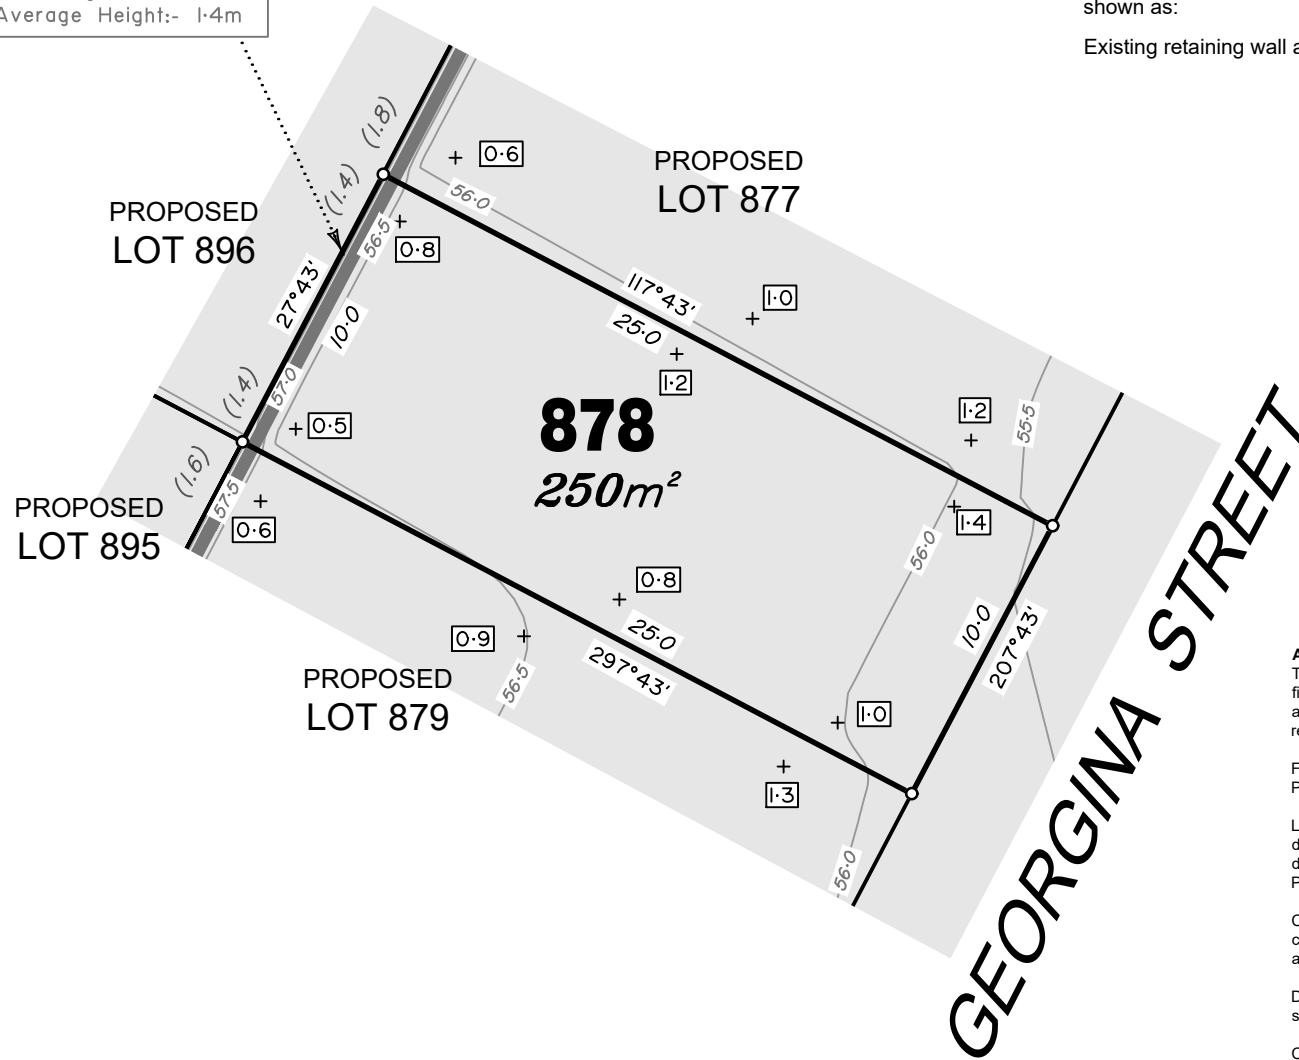 Average Height:- 1·4m
shown as:
Existing retaining wall
(1.8)
0·6
PROPOSED
LOT 877
(1.4)
56·0
PROPOSED
LOT 896
56·5
0·8
27°43'
10·0
117°43'
25·0
1·0
1·2
(1.4)
57·0
0·5
878
250m²
1·2
55·5
(1.6)
57·5
0·6
PROPOSED
LOT 895
1·4
56·0
0·8
0·9
25·0
297°43'
10·0
207°43'
PROPOSED
LOT 879
56·5
1·0
1·3
56·0
GEORGINA STREET